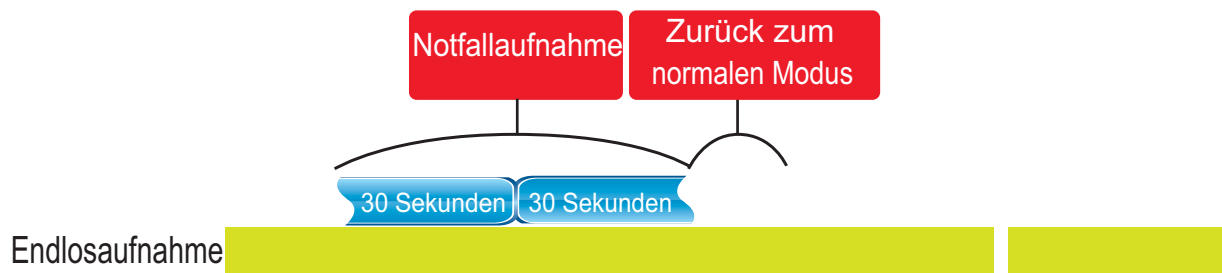 Notfallaufnahme
Zurück zum
normalen Modus
30 Sekunden
30 Sekunden
Endlosaufnahme